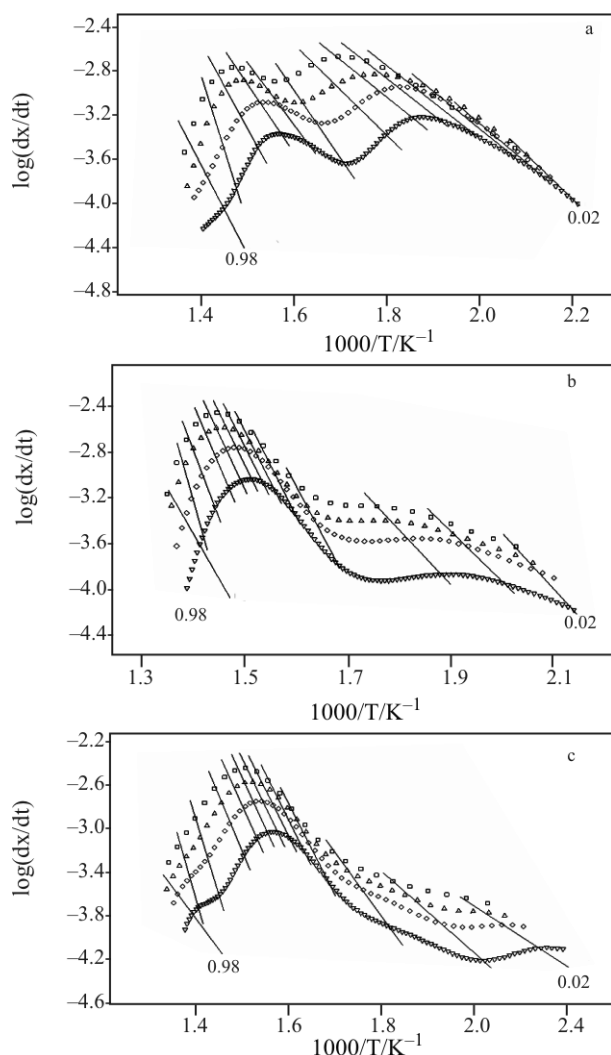 a
−2.4
−2.8
−3.2
−3.6
−4.0
−4.4
−4.8
log(dx/dt)
0.98
0.02
1.4 1.6 1.8 2.0 2.2
1000/T/K−1
b
−2.4
−2.8
−3.2
−3.6
−4.0
−4.4
log(dx/dt)
0.98
0.02
1.3 1.5 1.7 1.9 2.1
1000/T/K−1
c
−2.2
−2.6
−3.0
−3.4
−3.8
−4.2
−4.6
log(dx/dt)
0.98
0.02
1.4 1.6 1.8 2.0 2.4
1000/T/K−1